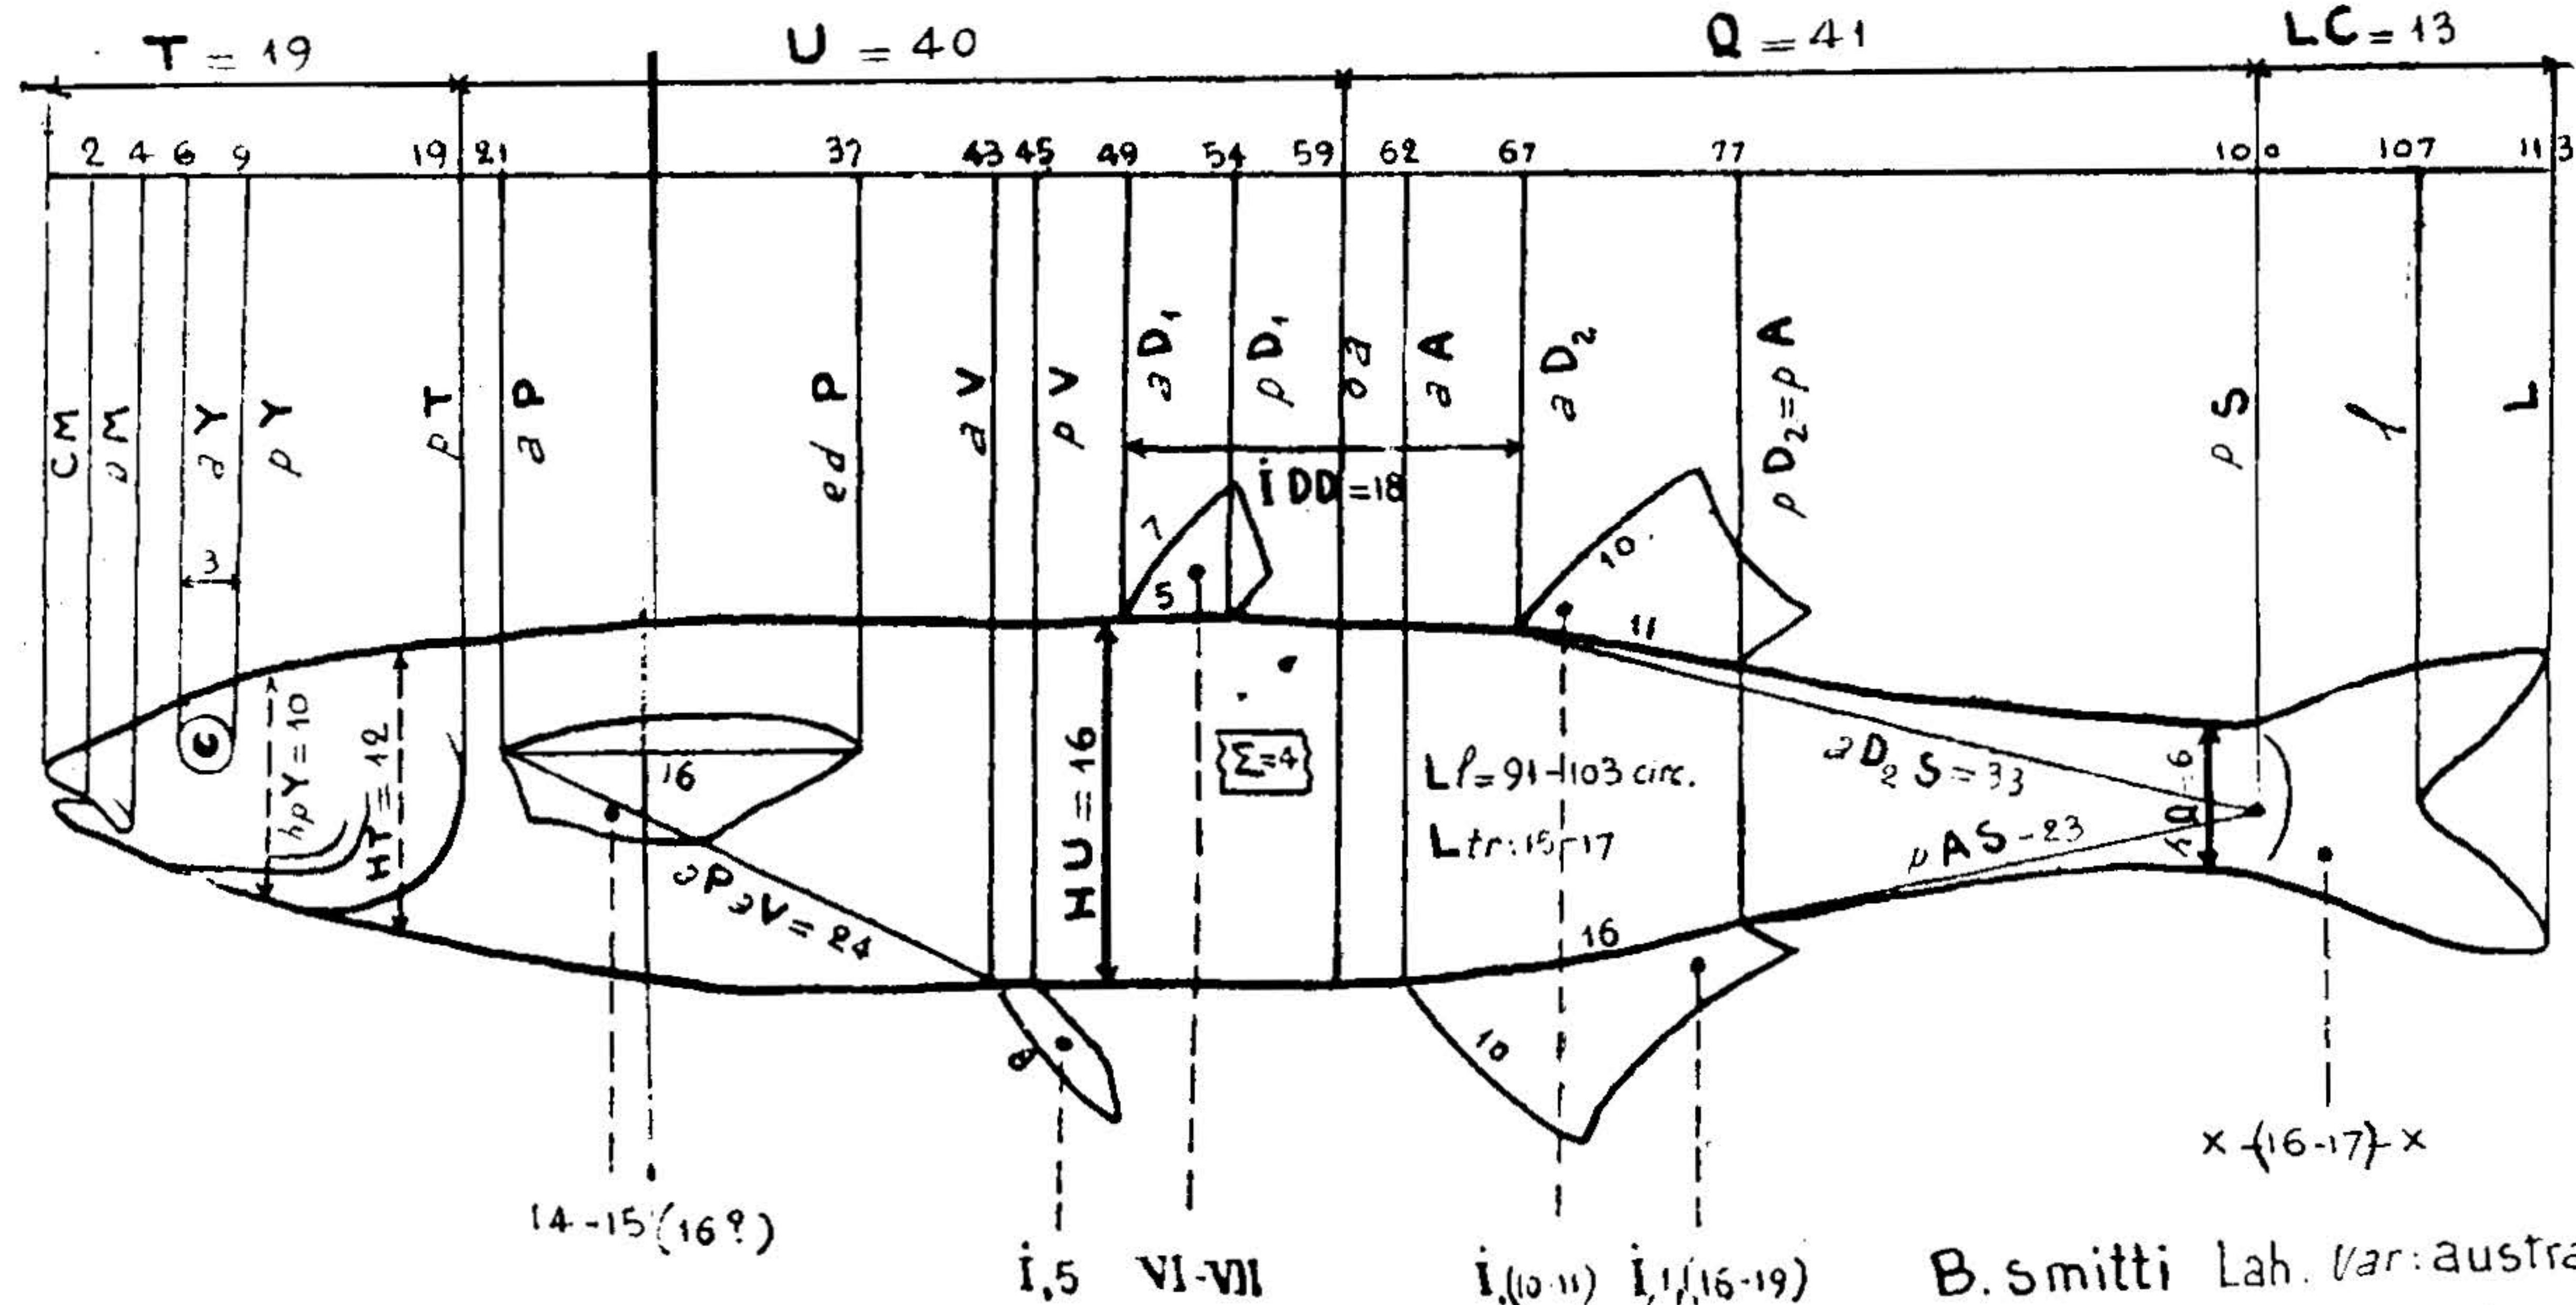 T = 19 U = 40 Q = 41 LC = 13
2 4 6 9 19 21 37 43 45 49 54 59 62 67 77 100 107 113
CM
pM
aY
pY
pT
aP
ed P
aV
pV
aD₁
pD₁
aA
aD₂
pD₂=pA
pS
l
L
3
iDD=18
7
5
10
11
hpY=10
HT=12
16
aPaV=24
HU=16
Σ=4
Ll=91-103 circ.
Ltr:15-17
aD₂S=33
pAS-23
hQ=6
16
10
x-(16-17)-x
14-15(16?)
i,5 VI-VII i,(10-11) i,1,(16-19) B. smitti Lah. Var: austra